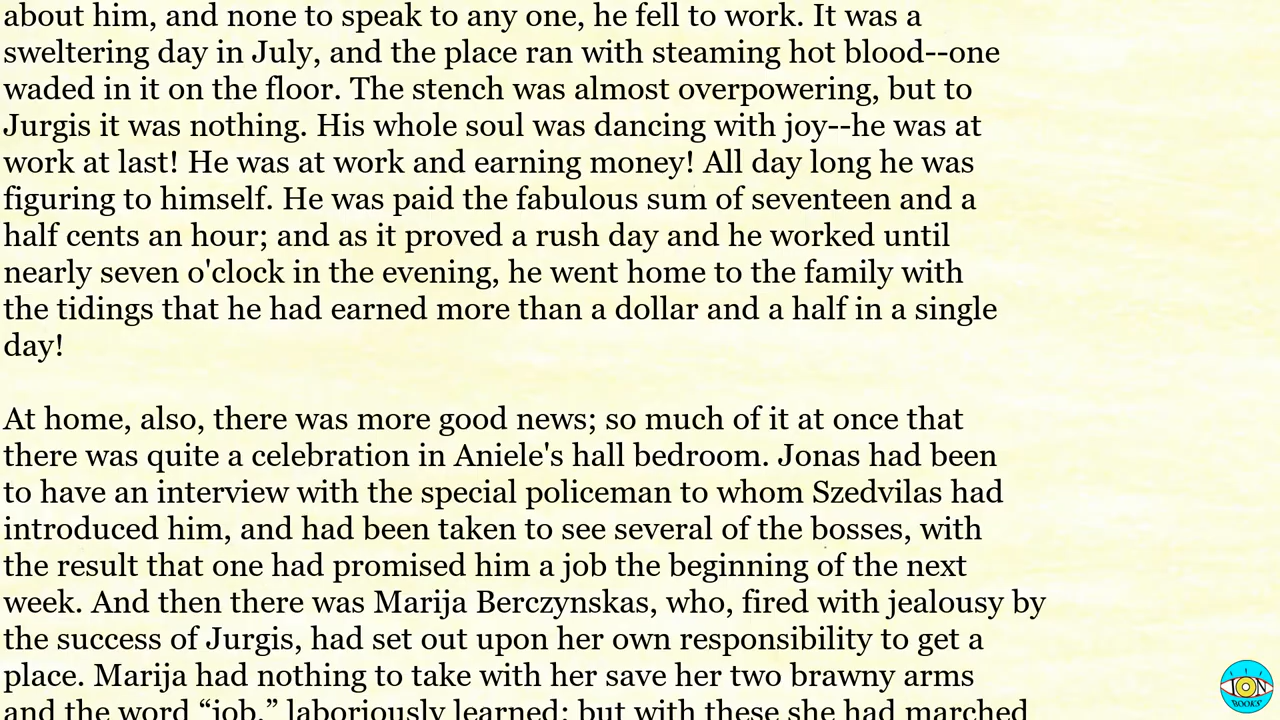 about him, and none to speak to any one, he fell to work. It was a
sweltering day in July, and the place ran with steaming hot blood--one
waded in it on the floor. The stench was almost overpowering, but to
Jurgis it was nothing. His whole soul was dancing with joy--he was at
work at last! He was at work and earning money! All day long he was
figuring to himself. He was paid the fabulous sum of seventeen and a
half cents an hour; and as it proved a rush day and he worked until
nearly seven o'clock in the evening, he went home to the family with
the tidings that he had earned more than a dollar and a half in a single
day!

At home, also, there was more good news; so much of it at once that
there was quite a celebration in Aniele's hall bedroom. Jonas had been
to have an interview with the special policeman to whom Szedvilas had
introduced him, and had been taken to see several of the bosses, with
the result that one had promised him a job the beginning of the next
week. And then there was Marija Berczynskas, who, fired with jealousy by
the success of Jurgis, had set out upon her own responsibility to get a
place. Marija had nothing to take with her save her two brawny arms
and the word “job,” laboriously learned; but with these she had marched
ION
BOOKS